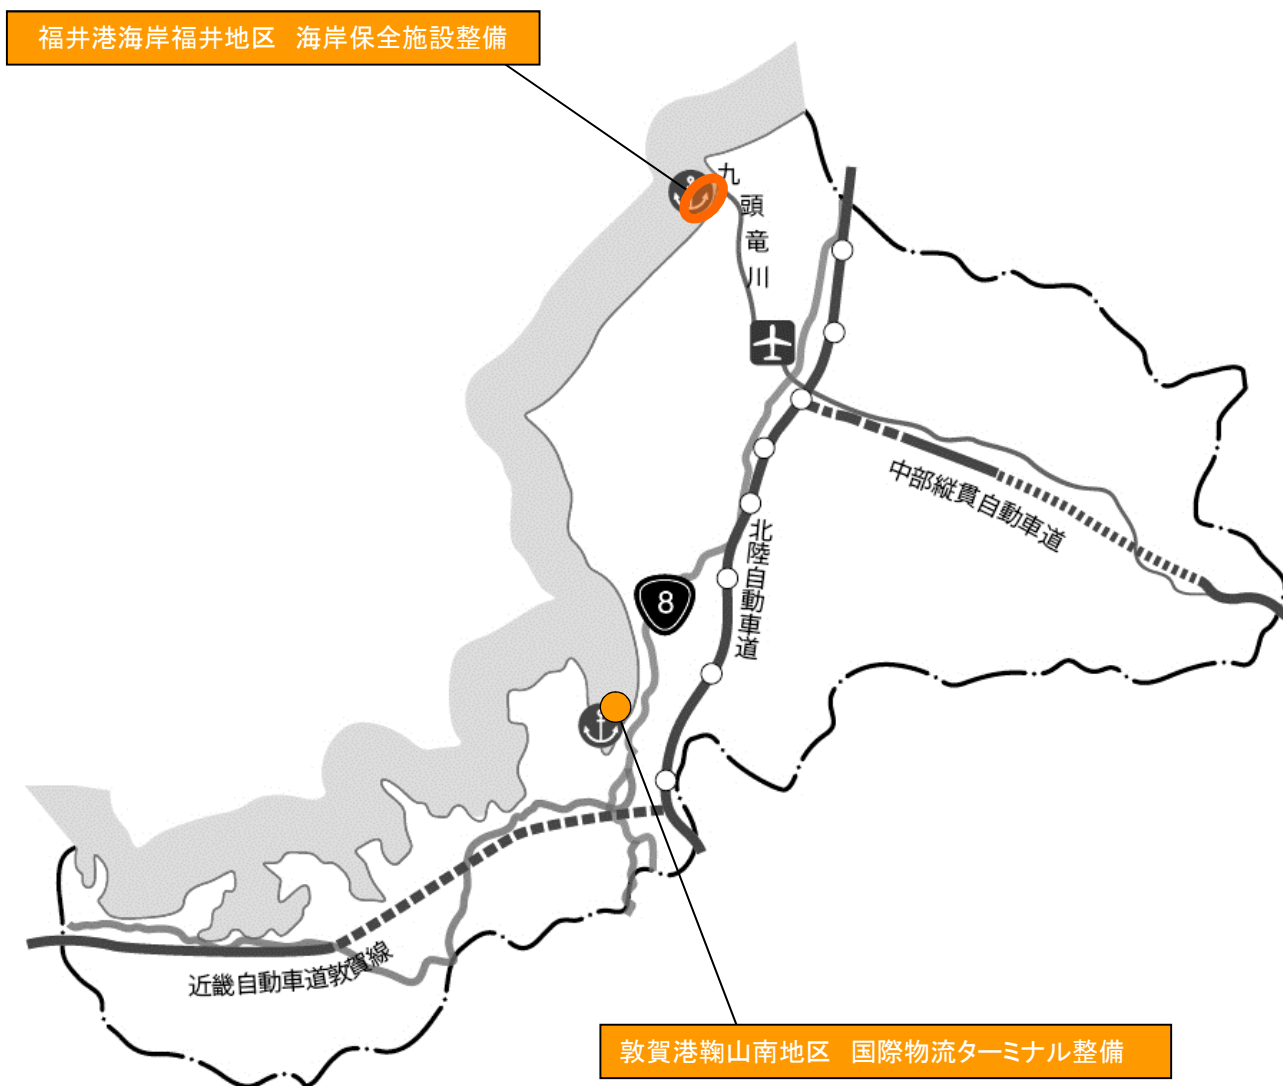 福井港海岸福井地区　海岸保全施設整備
九頭竜川
中部縦貫自動車道
北陸自動車道
8
近畿自動車道敦賀線
敦賀港鞠山南地区　国際物流ターミナル整備